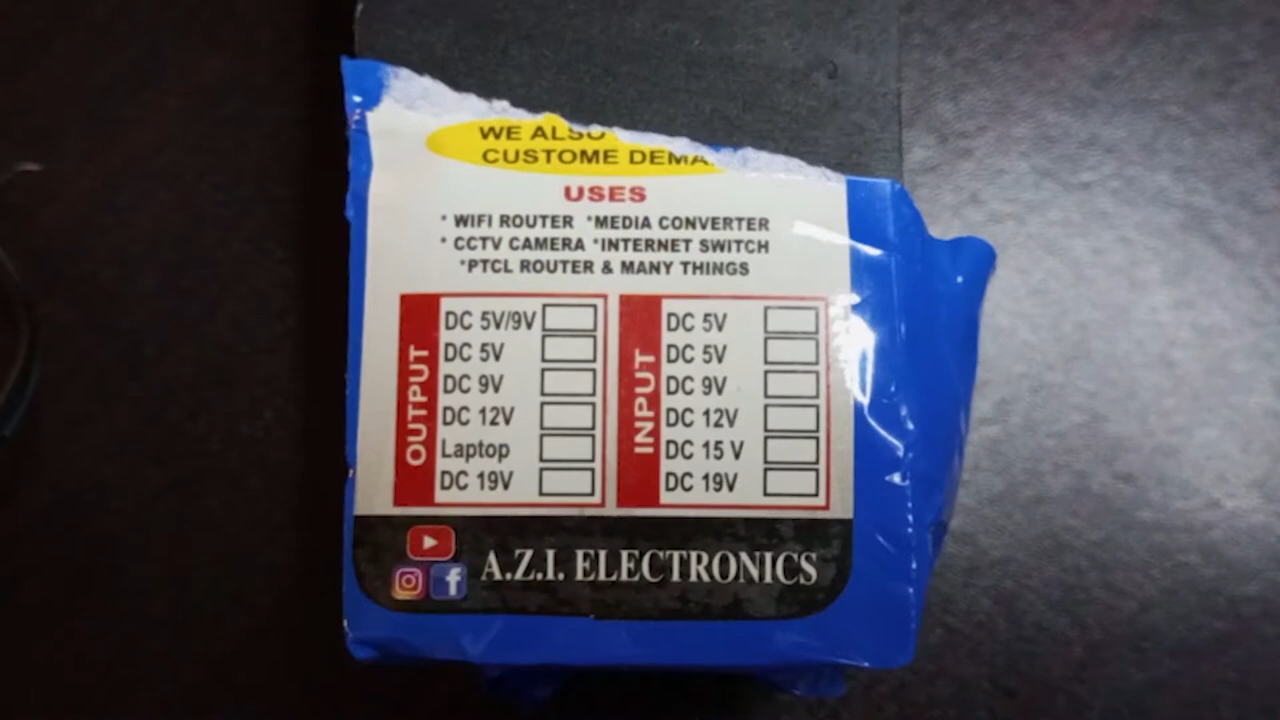 WE ALSO
CUSTOME
USES
* WIFI ROUTER *MEDIA CONVERTER
* CCTV CAMERA *INTERNET SWITCH
*PTCL ROUTER & MANY THINGS
OUTPUT
DC 5V/9V
DC 5V
DC 9V
DC 12V
Laptop
DC 19V
INPUT
DC 5V
DC 5V
DC 9V
DC 12V
DC 15 V
DC 19V
A.Z.I. ELECTRONICS